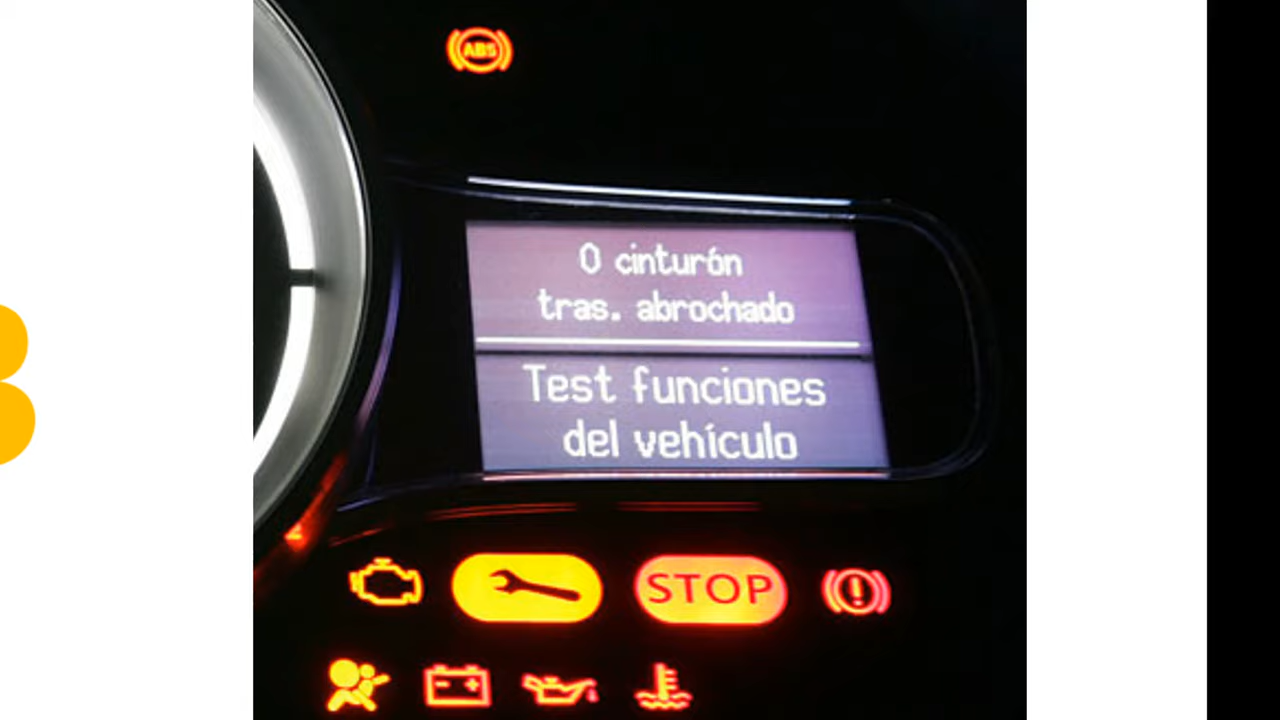 ABS
0 cinturón
tras. abrochado
Test funciones
del vehículo
STOP